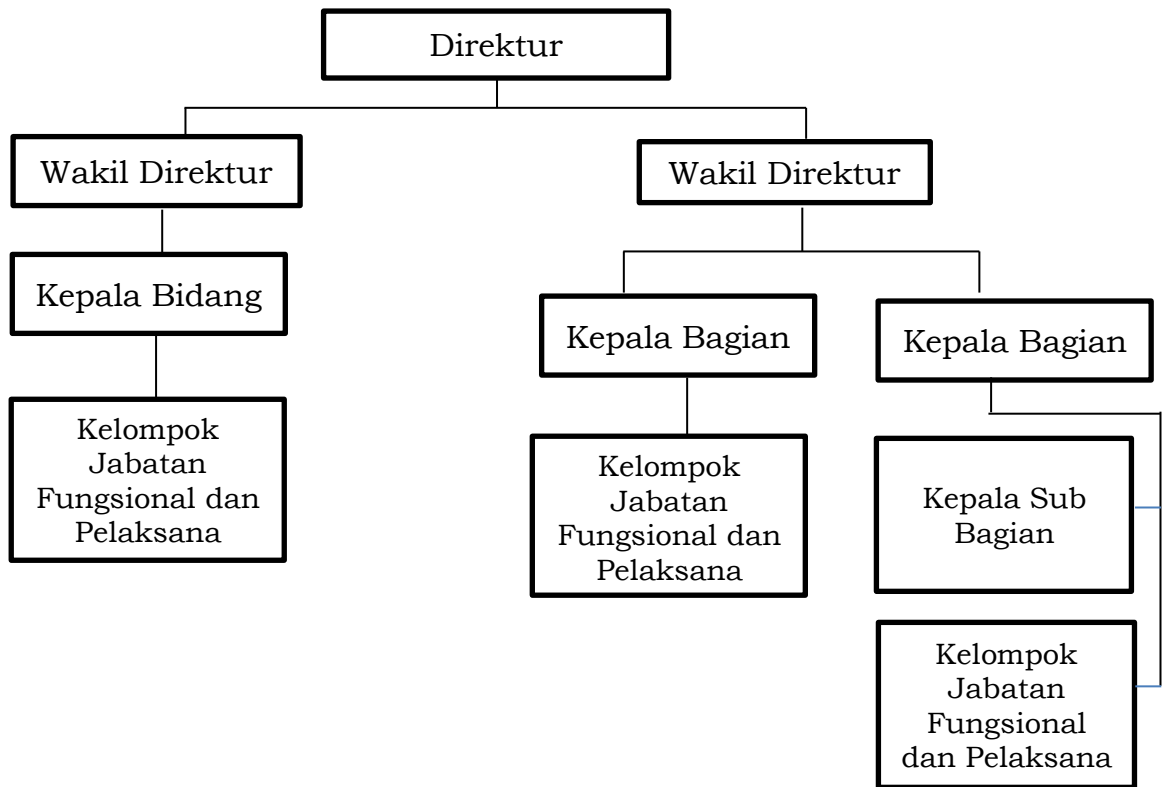 Direktur
Wakil Direktur
Wakil Direktur
Kepala Bidang
Kepala Bagian
Kepala Bagian
Kelompok
Jabatan
Fungsional dan
Pelaksana
Kelompok
Jabatan
Fungsional dan
Pelaksana
Kepala Sub
Bagian
Kelompok
Jabatan
Fungsional
dan Pelaksana